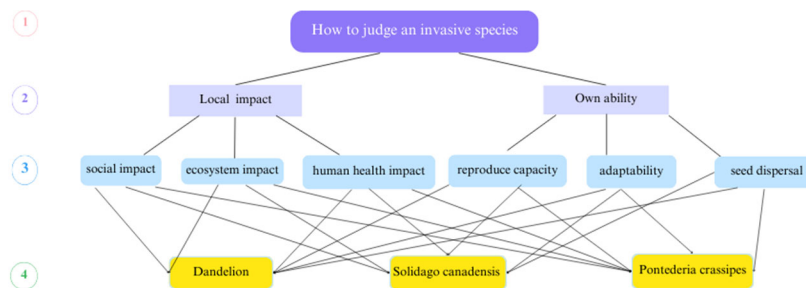 1
How to judge an invasive species
2
Local impact
Own ability
3
social impact
ecosystem impact
human health impact
reproduce capacity
adaptability
seed dispersal
4
Dandelion
Solidago canadensis
Pontederia crassipes